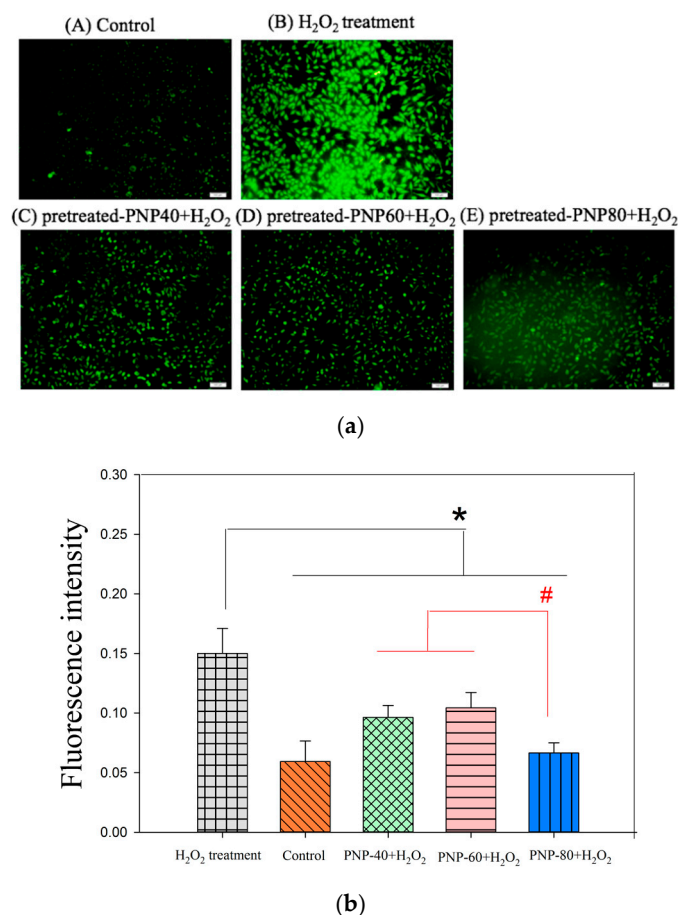 (A) Control (B) H₂O₂ treatment
(C) pretreated-PNP40+H₂O₂ (D) pretreated-PNP60+H₂O₂ (E) pretreated-PNP80+H₂O₂
(a)
0.30
0.25
0.20
0.15
0.10
0.05
0.00
Fluorescence intensity
*
#
H₂O₂ treatment Control PNP-40+H₂O₂ PNP-60+H₂O₂ PNP-80+H₂O₂
(b)